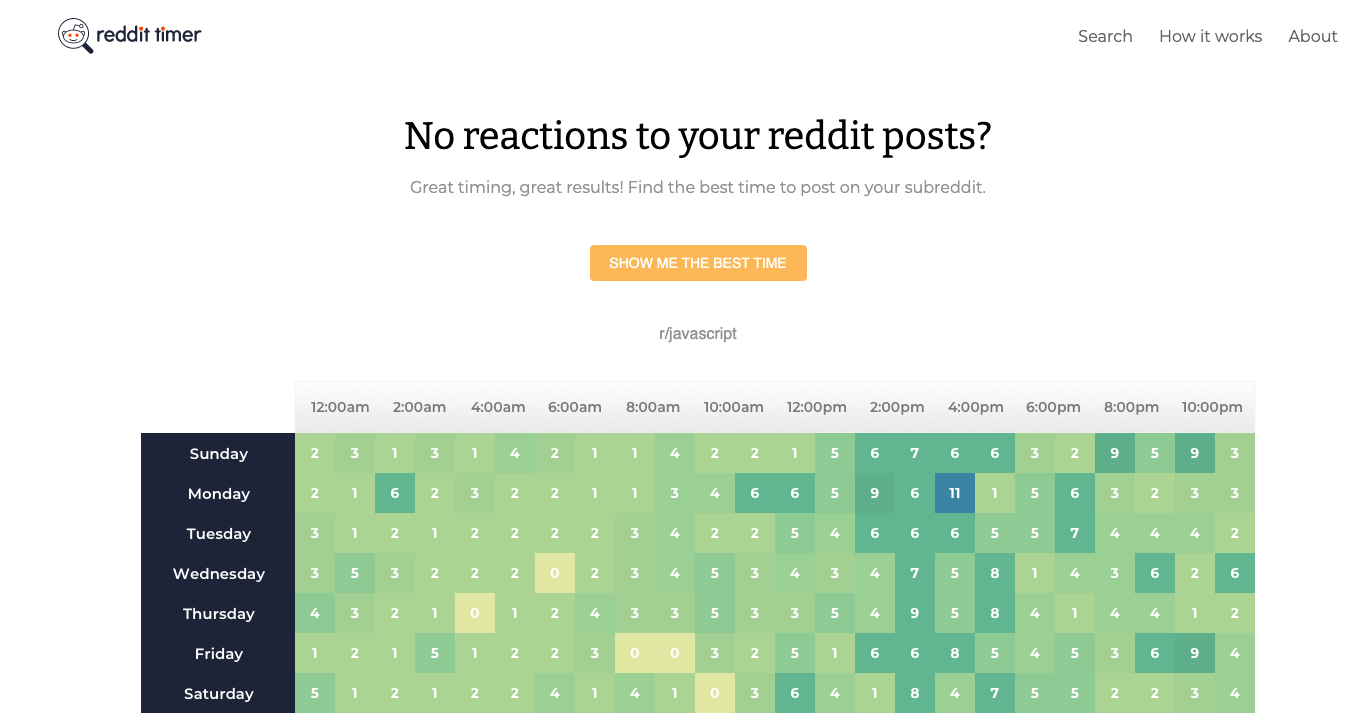 reddit timer
Search How it works About
No reactions to your reddit posts?
Great timing, great results! Find the best time to post on your subreddit.
SHOW ME THE BEST TIME
r/javascript
12:00am 2:00am 4:00am 6:00am 8:00am 10:00am 12:00pm 2:00pm 4:00pm 6:00pm 8:00pm 10:00pm
Sunday 2 3 1 3 1 4 2 1 1 4 2 2 1 5 6 7 6 6 3 2 9 5 9 3
Monday 2 1 6 2 3 2 2 1 1 3 4 6 6 5 9 6 11 1 5 6 3 2 3 3
Tuesday 3 1 2 1 2 2 2 2 3 4 2 2 5 4 6 6 6 5 5 7 4 4 4 2
Wednesday 3 5 3 2 2 2 0 2 3 4 5 3 4 3 4 7 5 8 1 4 3 6 2 6
Thursday 4 3 2 1 0 1 2 4 3 3 5 3 3 5 4 9 5 8 4 1 4 4 1 2
Friday 1 2 1 5 1 2 2 3 0 0 3 2 5 1 6 6 8 5 4 5 3 6 9 4
Saturday 5 1 2 1 2 2 4 1 4 1 0 3 6 4 1 8 4 7 5 5 2 2 3 4